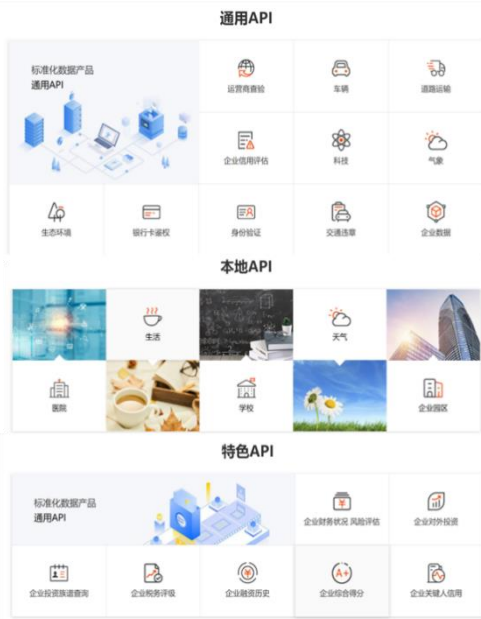 通用API
标准化数据产品
通用API
运营商查验
车辆
道路运输
企业信用评估
科技
气象
生态环境
银行卡鉴权
身份验证
交通违章
企业数据
本地API
生活
天气
医院
学校
企业园区
特色API
标准化数据产品
通用API
企业财务状况 风险评估
企业对外投资
企业投资族谱查询
企业税务评级
企业融资历史
A+
企业综合得分
企业关键人信用